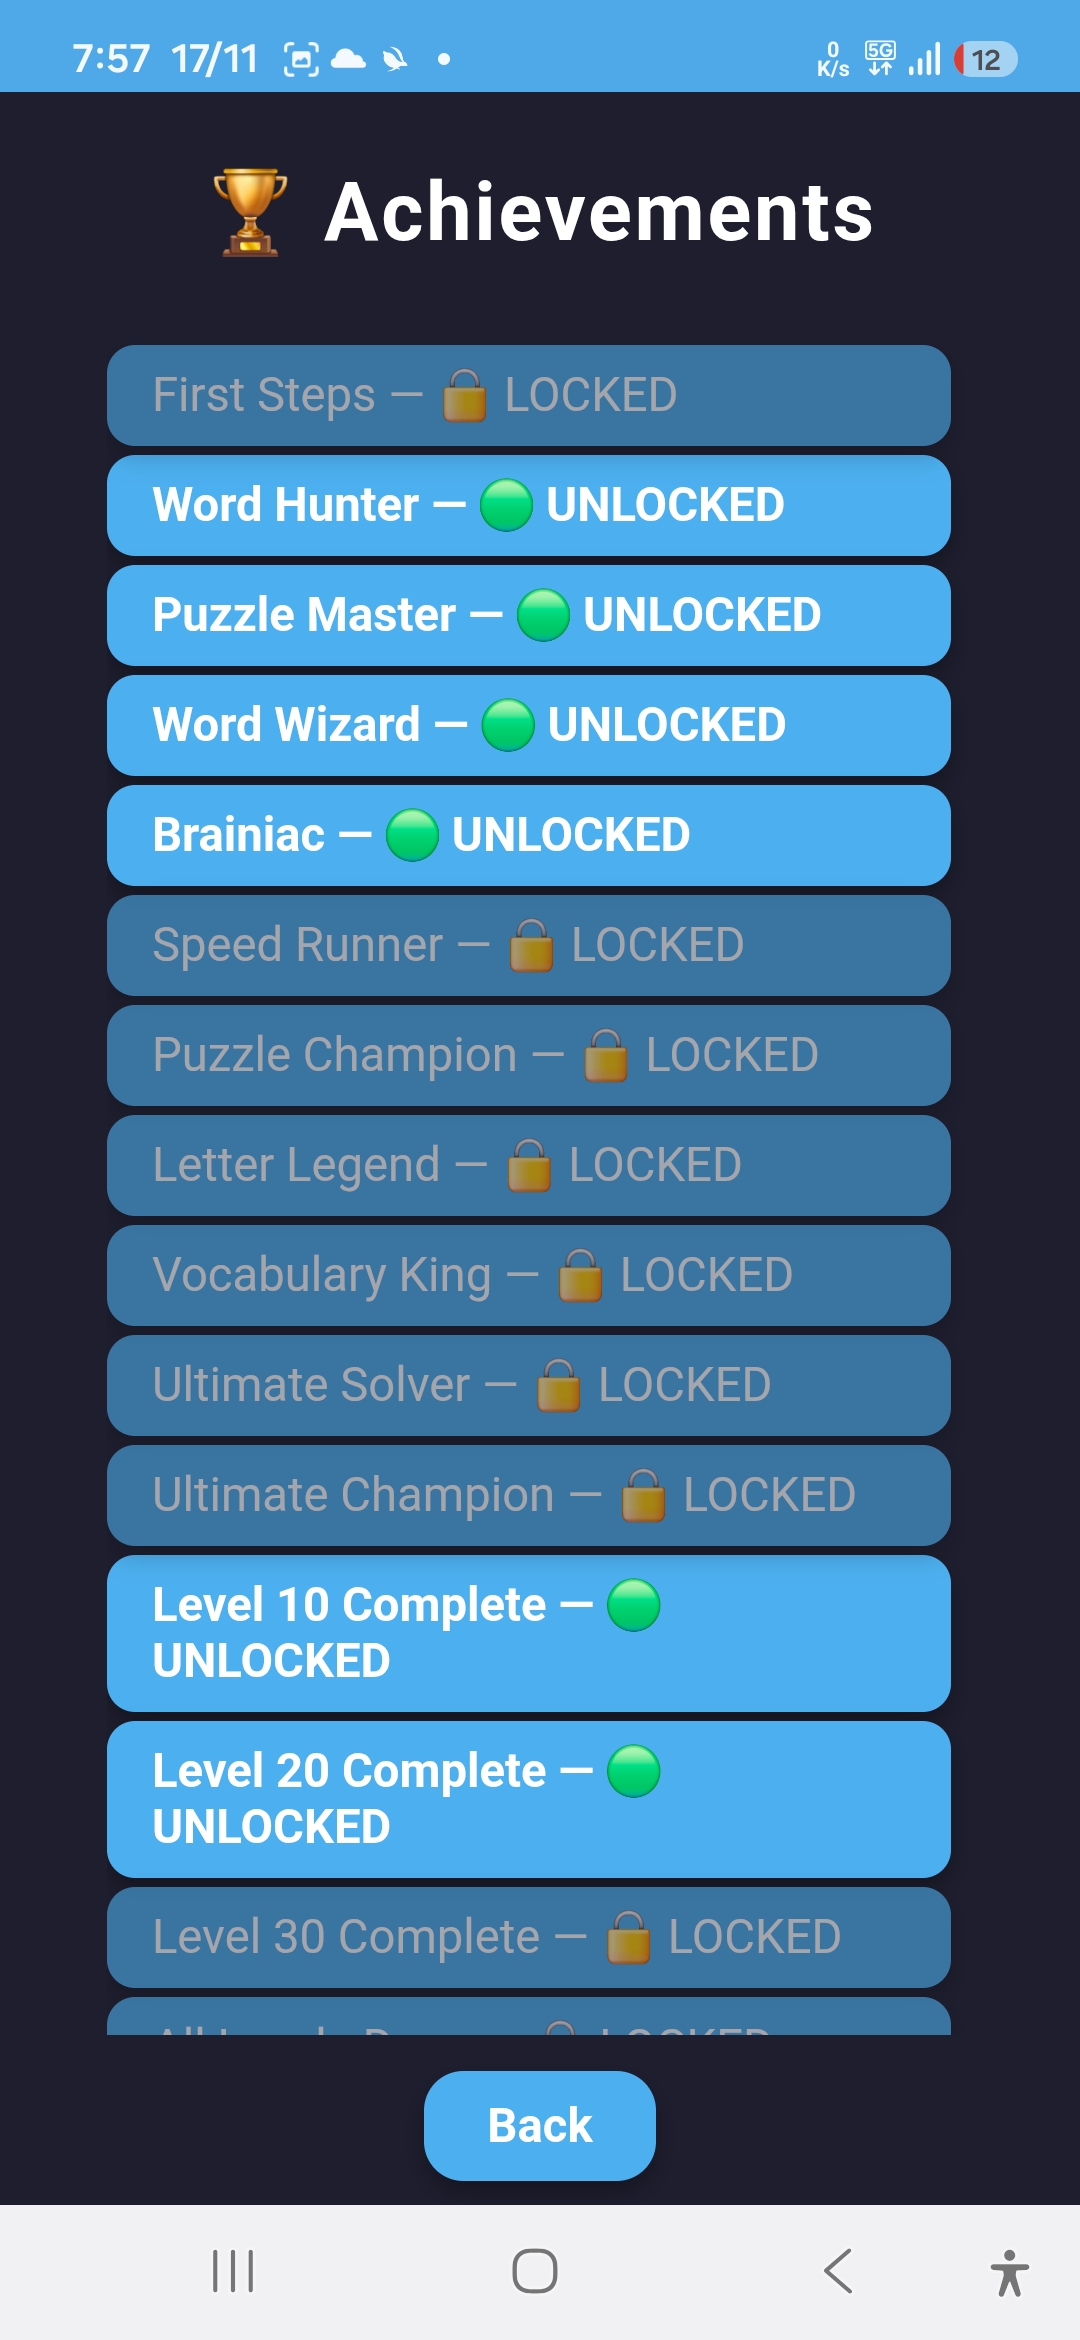 7:57 17/11
0 K/s 5G 12
🏆 Achievements
First Steps — 🔒 LOCKED
Word Hunter — 🟢 UNLOCKED
Puzzle Master — 🟢 UNLOCKED
Word Wizard — 🟢 UNLOCKED
Brainiac — 🟢 UNLOCKED
Speed Runner — 🔒 LOCKED
Puzzle Champion — 🔒 LOCKED
Letter Legend — 🔒 LOCKED
Vocabulary King — 🔒 LOCKED
Ultimate Solver — 🔒 LOCKED
Ultimate Champion — 🔒 LOCKED
Level 10 Complete — 🟢
UNLOCKED
Level 20 Complete — 🟢
UNLOCKED
Level 30 Complete — 🔒 LOCKED
Back